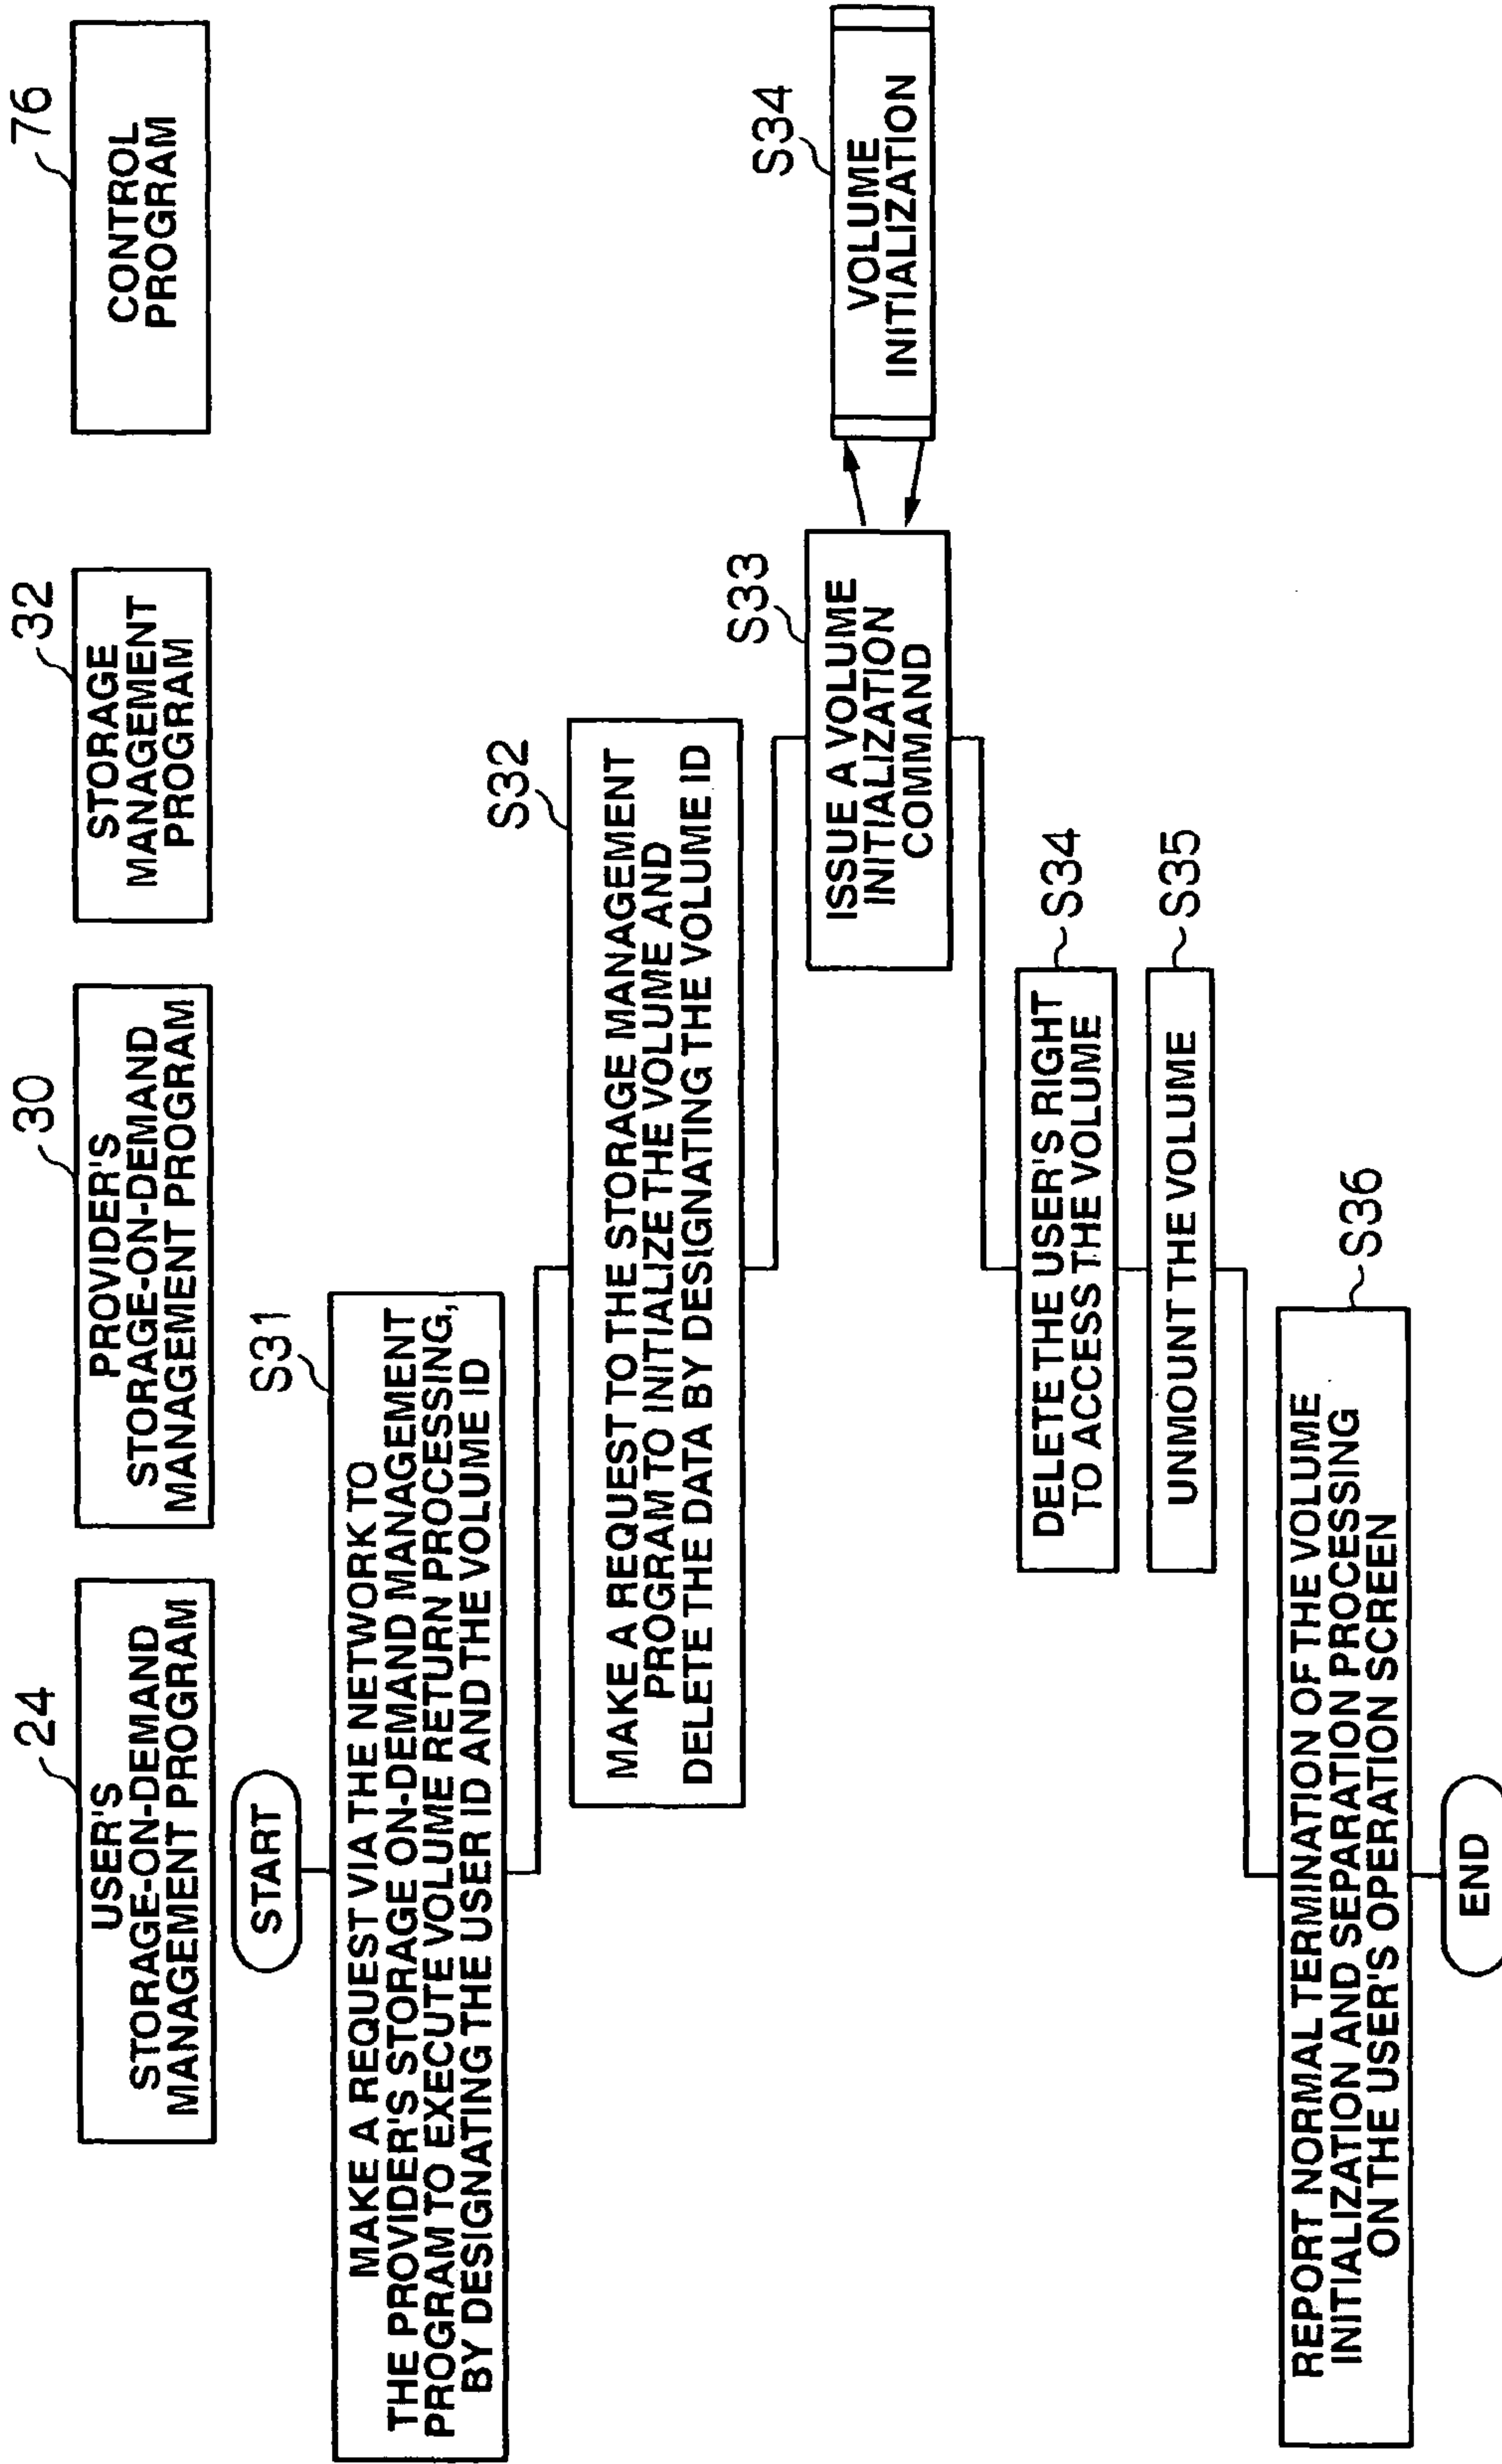 24
USER'S
STORAGE-ON-DEMAND
MANAGEMENT PROGRAM
30
PROVIDER'S
STORAGE-ON-DEMAND
MANAGEMENT PROGRAM
32
STORAGE
MANAGEMENT
PROGRAM
76
CONTROL
PROGRAM
START
S31
MAKE A REQUEST VIA THE NETWORK TO
THE PROVIDER'S STORAGE ON-DEMAND MANAGEMENT
PROGRAM TO EXECUTE VOLUME RETURN PROCESSING,
BY DESIGNATING THE USER ID AND THE VOLUME ID
S32
MAKE A REQUEST TO THE STORAGE MANAGEMENT
PROGRAM TO INITIALIZE THE VOLUME AND
DELETE THE DATA BY DESIGNATING THE VOLUME ID
S33
ISSUE A VOLUME
INITIALIZATION
COMMAND
S34
VOLUME
INITIALIZATION
DELETE THE USER'S RIGHT
TO ACCESS THE VOLUME
S34
UNMOUNT THE VOLUME
S35
S36
REPORT NORMAL TERMINATION OF THE VOLUME
INITIALIZATION AND SEPARATION PROCESSING
ON THE USER'S OPERATION SCREEN
END